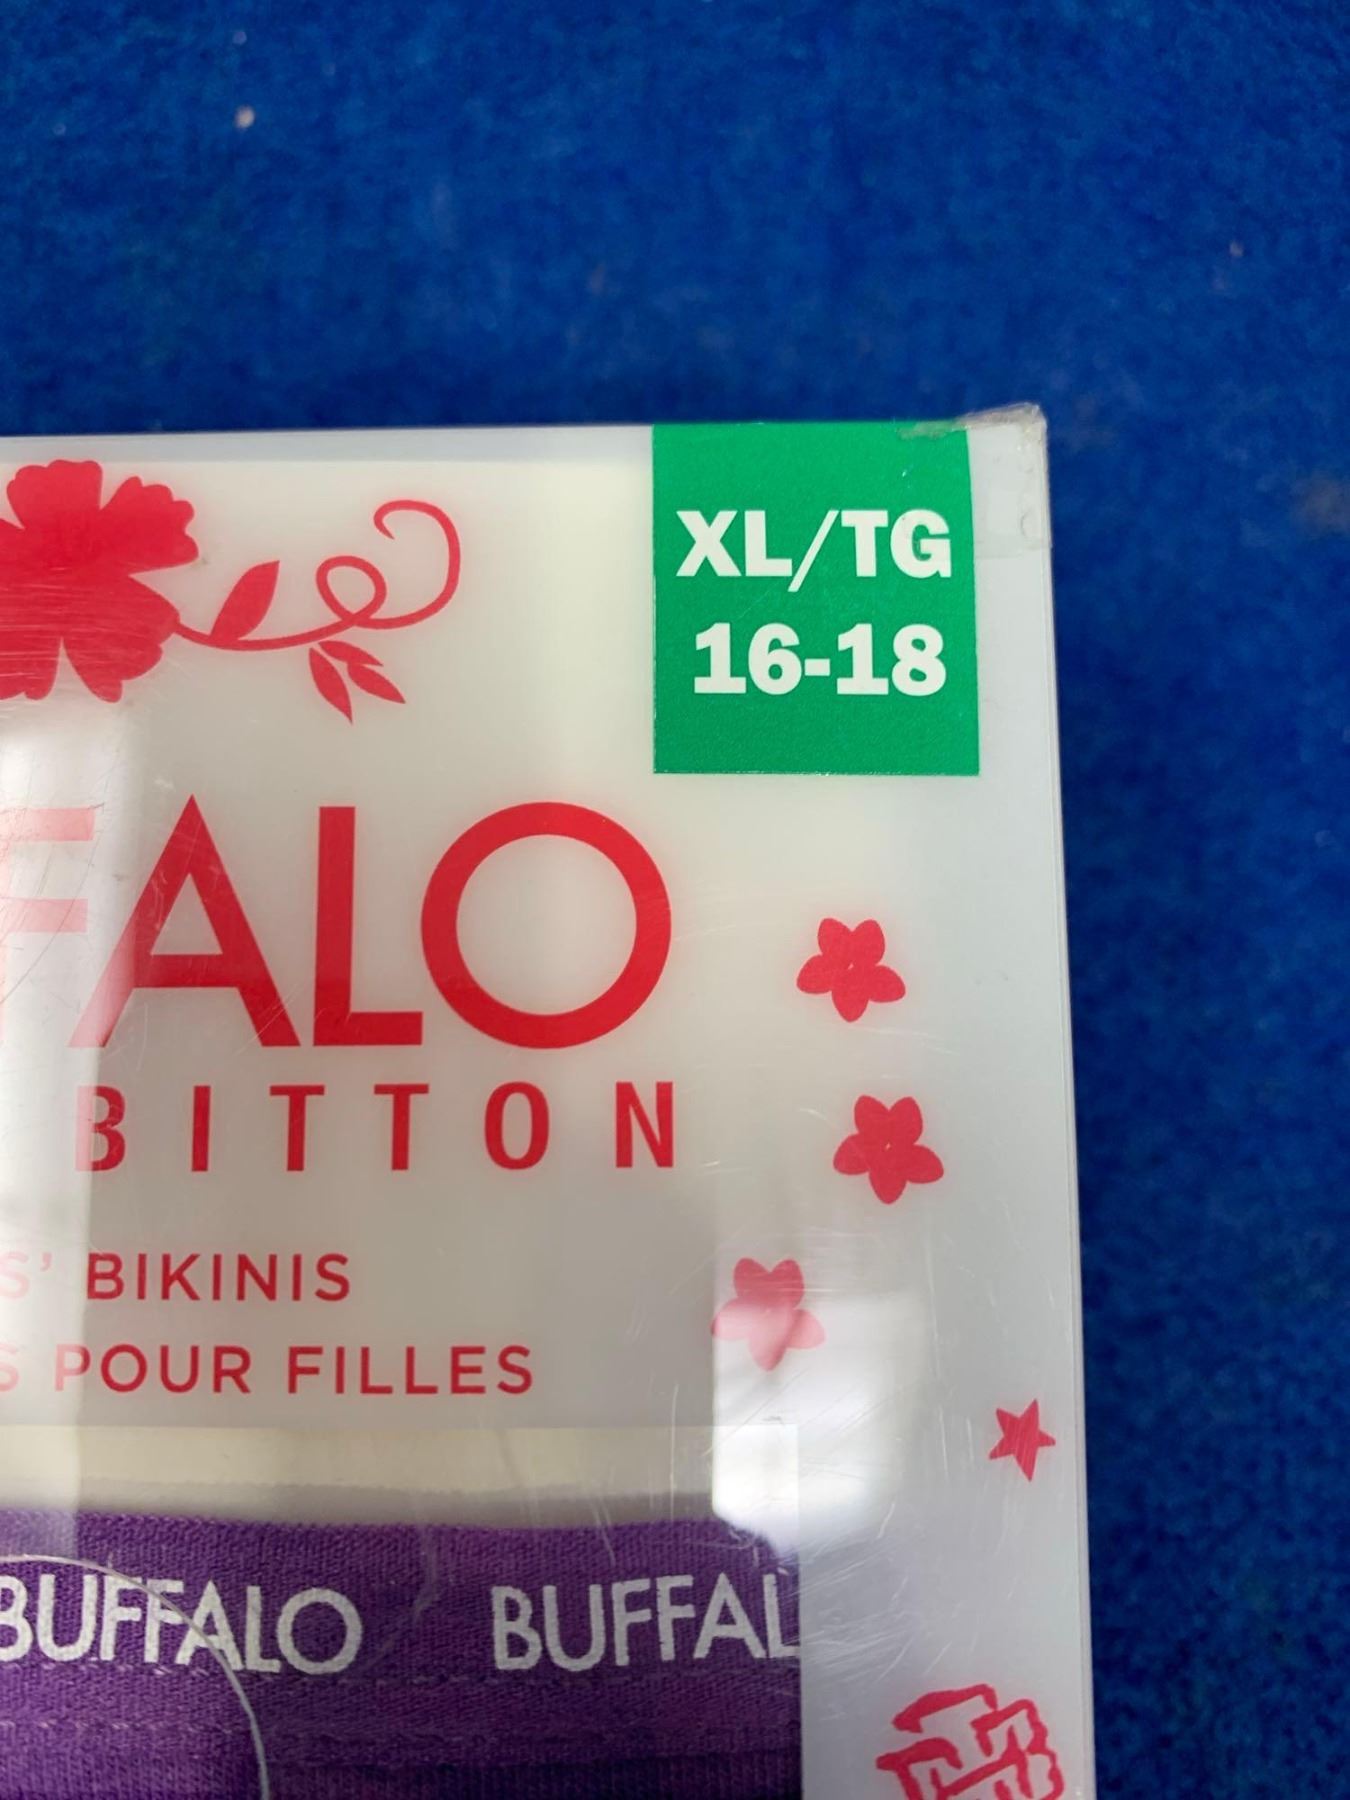 XL/TG
16-18
FALO
BITTON
S' BIKINIS
S POUR FILLES
BUFFALO BUFFAL